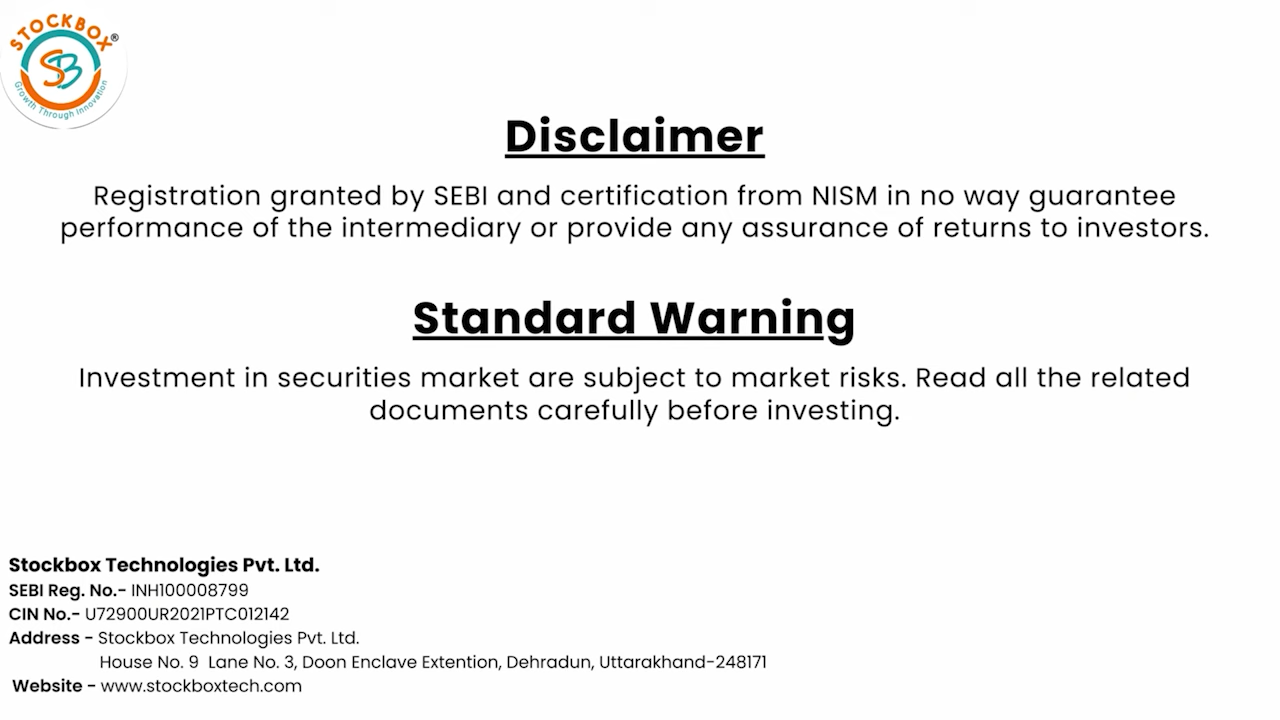 STOCKBOX®
SB
Growth Through Innovation
Disclaimer
Registration granted by SEBI and certification from NISM in no way guarantee
performance of the intermediary or provide any assurance of returns to investors.
Standard Warning
Investment in securities market are subject to market risks. Read all the related
documents carefully before investing.
Stockbox Technologies Pvt. Ltd.
SEBI Reg. No.- INH100008799
CIN No.- U72900UR2021PTC012142
Address - Stockbox Technologies Pvt. Ltd.
House No. 9 Lane No. 3, Doon Enclave Extention, Dehradun, Uttarakhand-248171
Website - www.stockboxtech.com